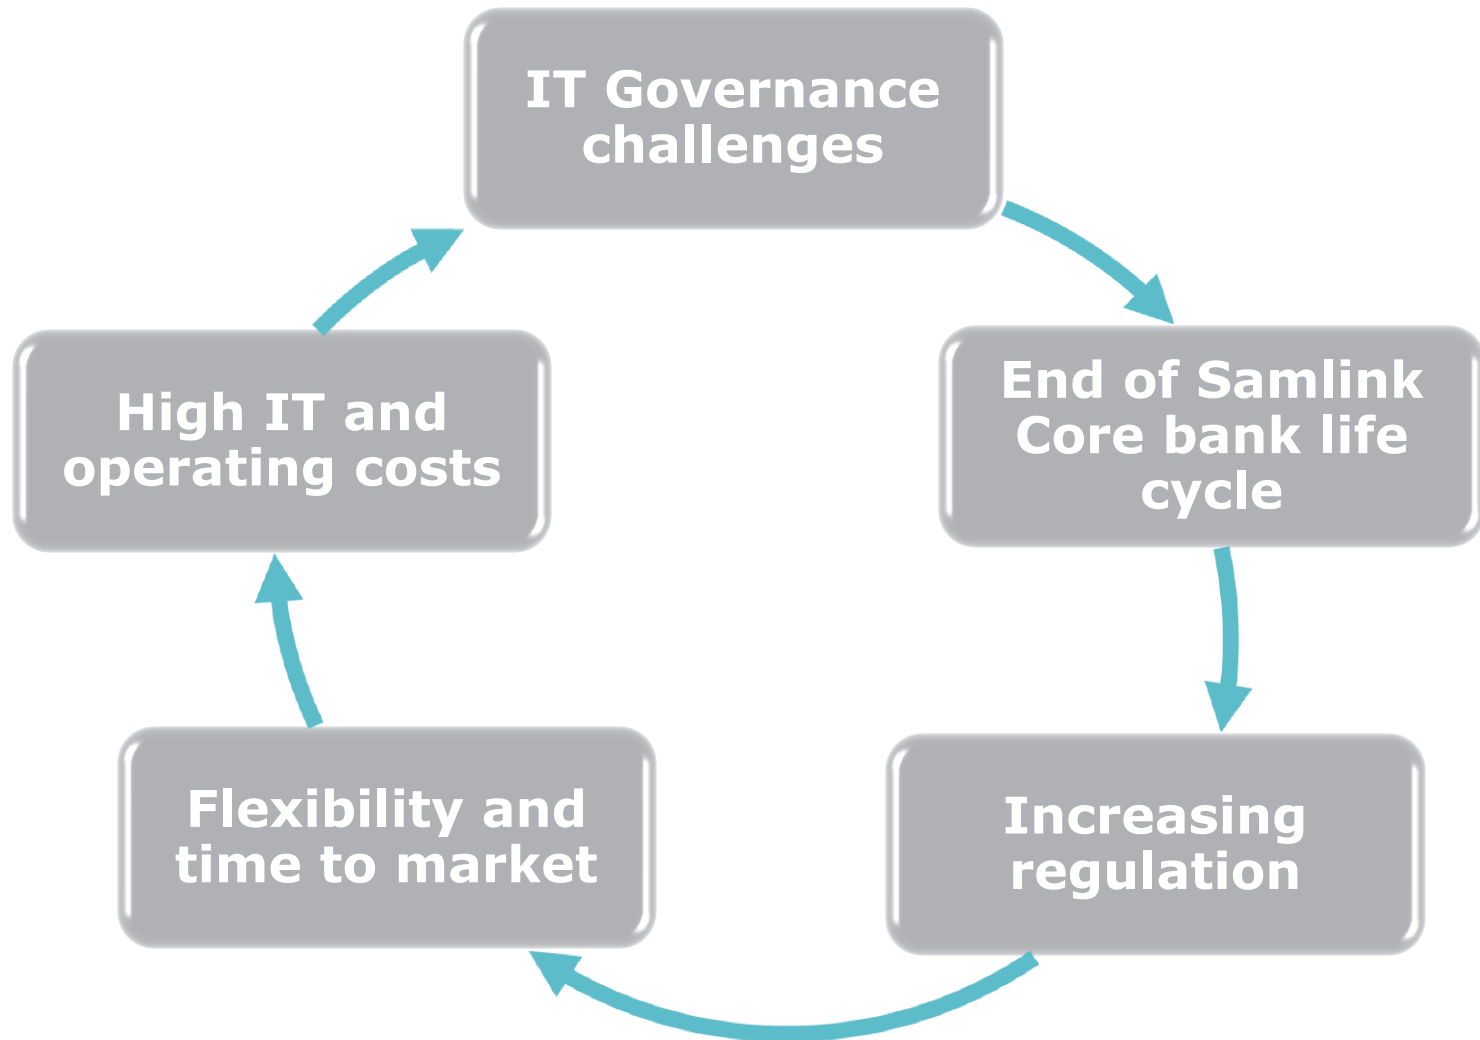 IT Governance
challenges
End of Samlink
Core bank life
cycle
Increasing
regulation
Flexibility and
time to market
High IT and
operating costs